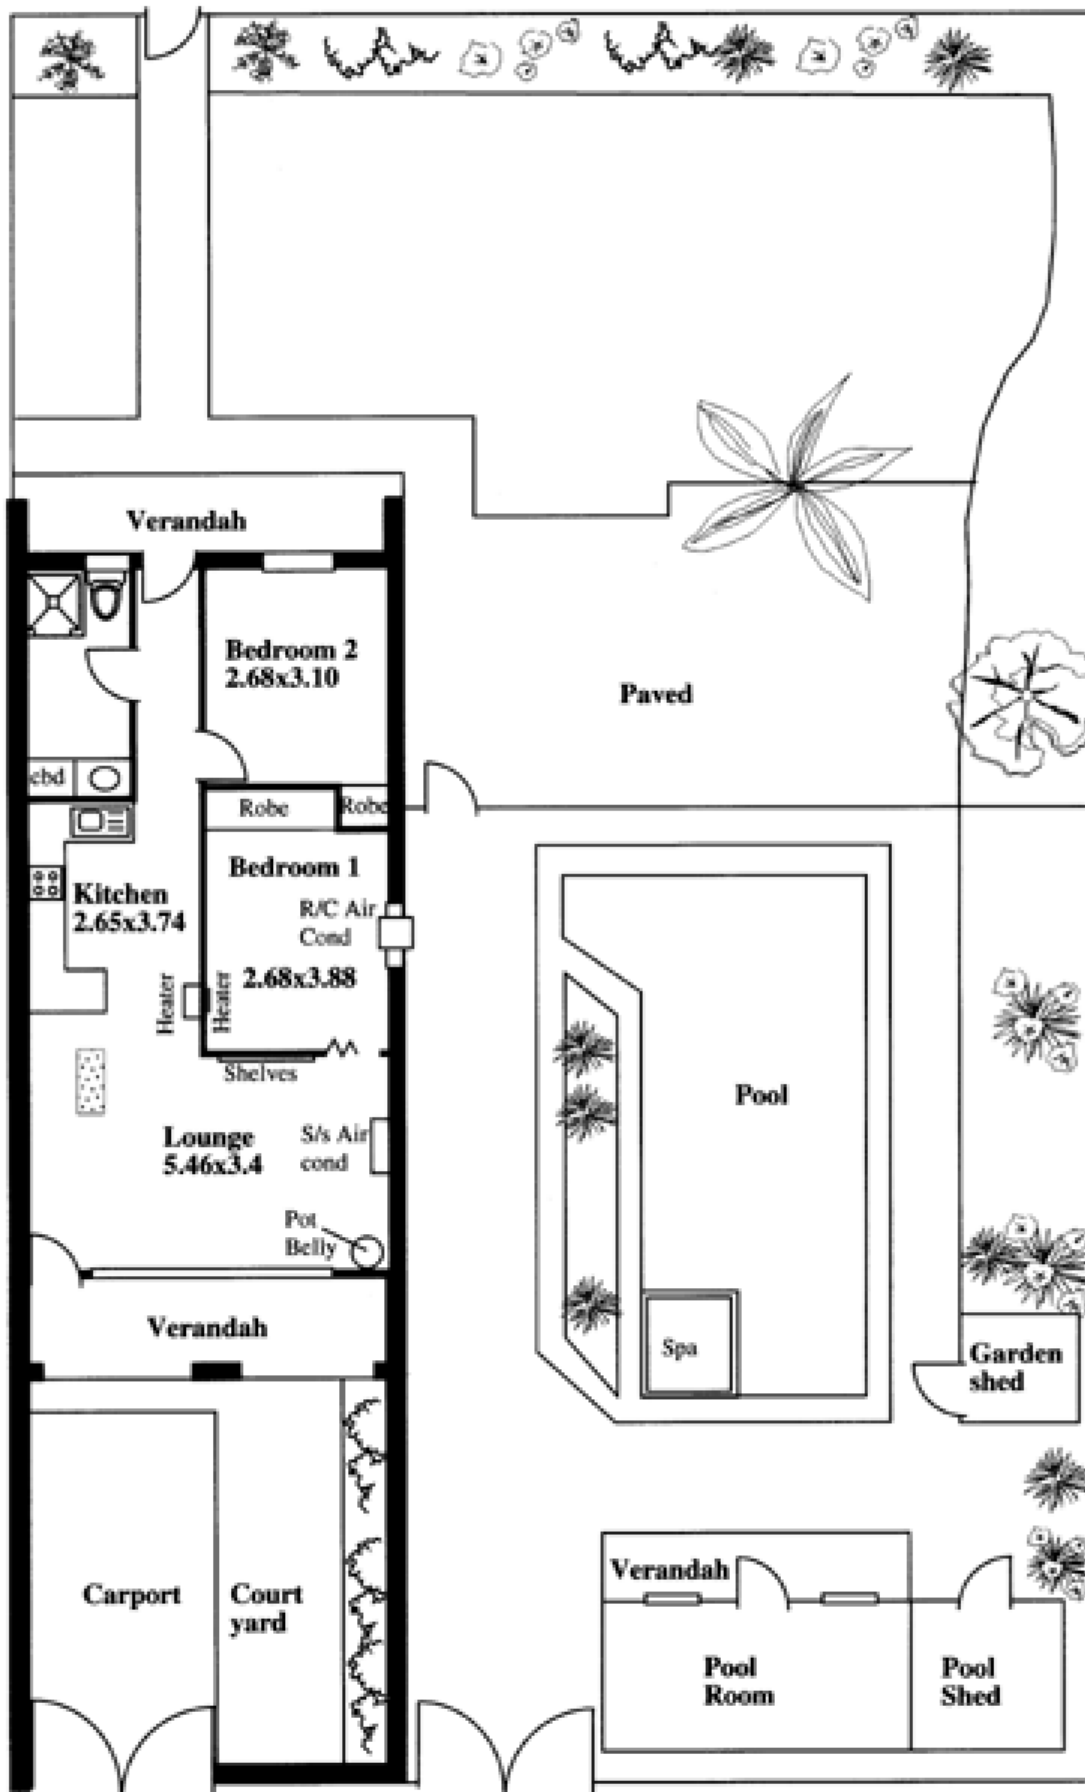 Verandah
Bedroom 2
2.68x3.10
Paved
cbd
Robe
Robe
Bedroom 1
Kitchen
2.65x3.74
R/C Air
Cond
2.68x3.88
Heater
Heater
Shelves
Pool
Lounge
5.46x3.4
S/s Air
cond
Pot
Belly
Verandah
Spa
Garden
shed
Carport
Court
yard
Verandah
Pool
Room
Pool
Shed